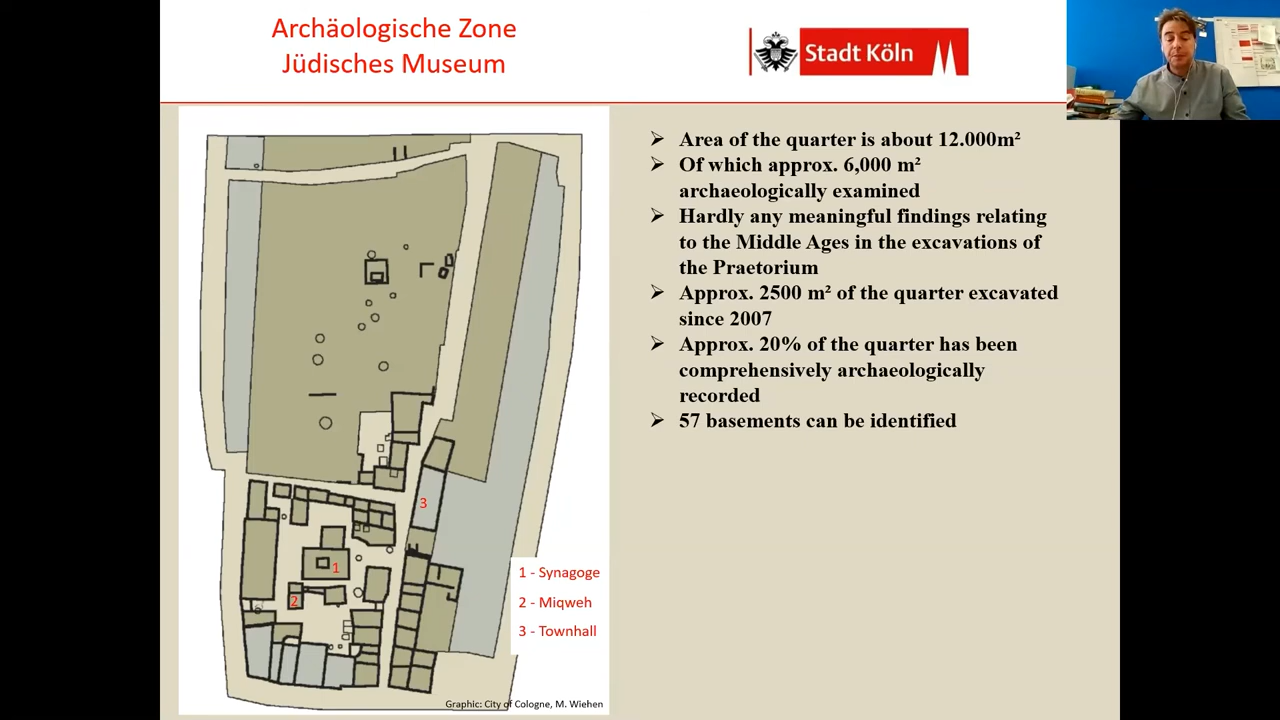 Archäologische Zone
Jüdisches Museum
Stadt Köln
Area of the quarter is about 12.000m²
Of which approx. 6,000 m²
archaeologically examined
Hardly any meaningful findings relating
to the Middle Ages in the excavations of
the Praetorium
Approx. 2500 m² of the quarter excavated
since 2007
Approx. 20% of the quarter has been
comprehensively archaeologically
recorded
57 basements can be identified
3
1
2
1 - Synagoge
2 - Miqweh
3 - Townhall
Graphic: City of Cologne, M. Wiehen